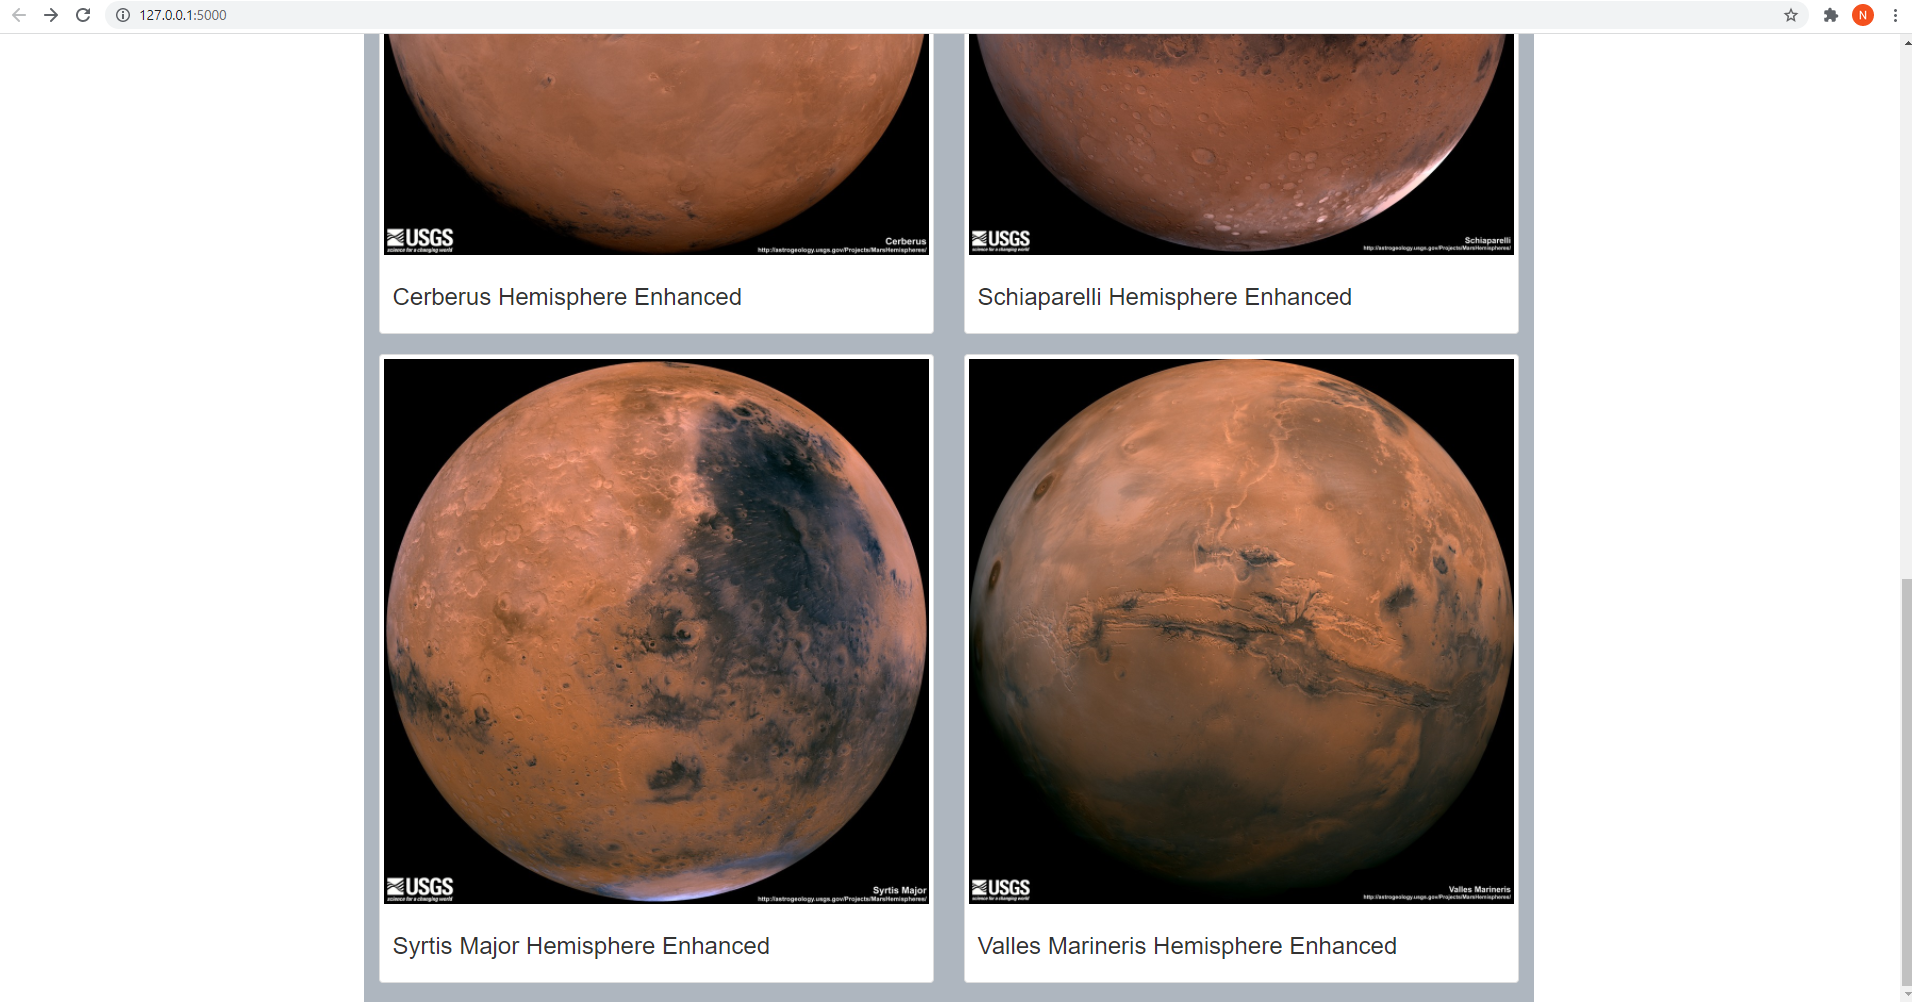 127.0.0.1:5000
N
USGS
science for a changing world
Cerberus
http://astrogeology.usgs.gov/Projects/MarsHemispheres/
USGS
science for a changing world
Schiaparelli
http://astrogeology.usgs.gov/Projects/MarsHemispheres/
Cerberus Hemisphere Enhanced
Schiaparelli Hemisphere Enhanced
USGS
science for a changing world
Syrtis Major
http://astrogeology.usgs.gov/Projects/MarsHemispheres/
USGS
science for a changing world
Valles Marineris
http://astrogeology.usgs.gov/Projects/MarsHemispheres/
Syrtis Major Hemisphere Enhanced
Valles Marineris Hemisphere Enhanced